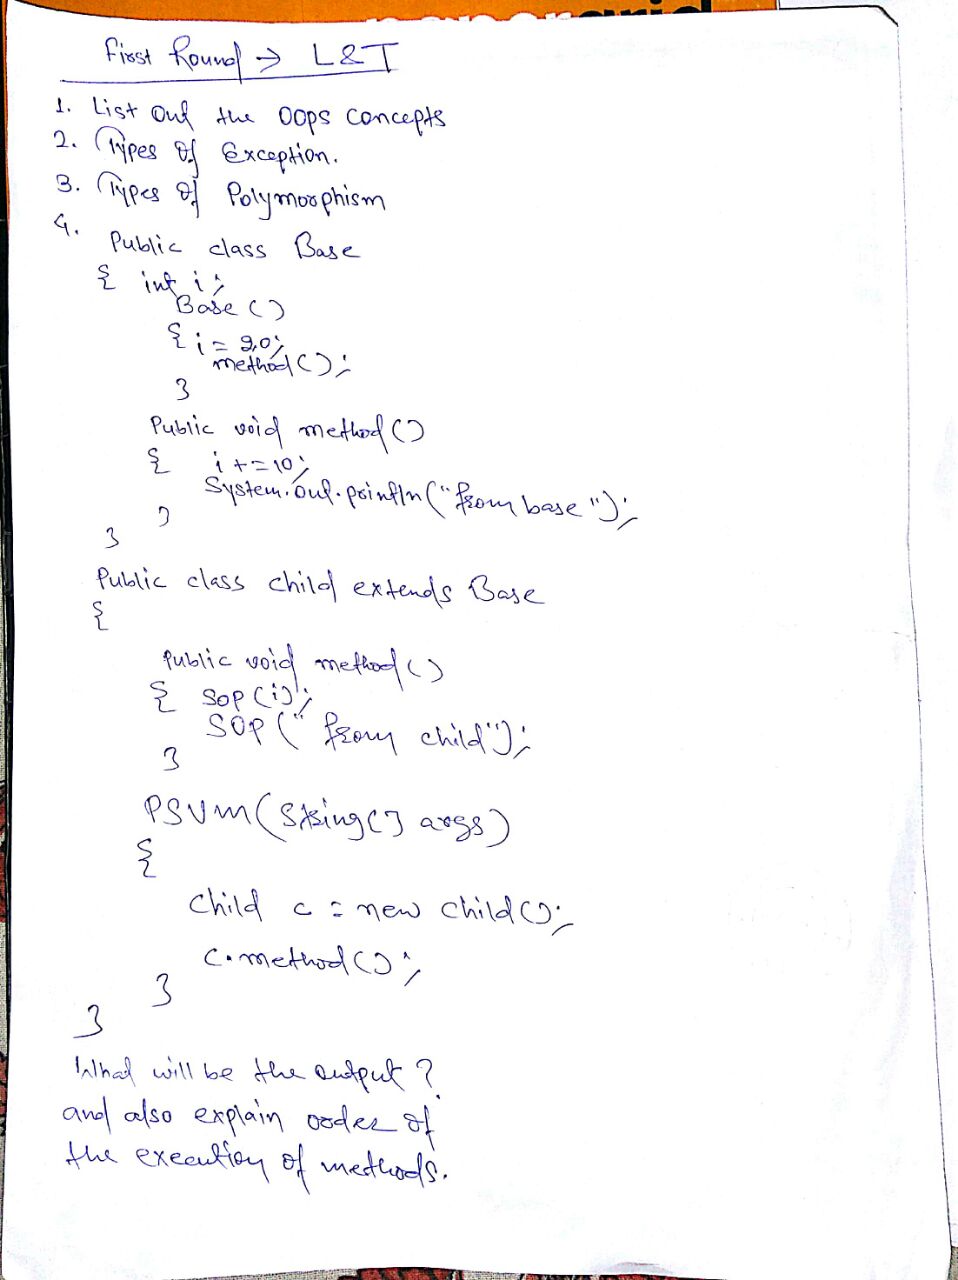 First Round → L&T
1. List Out the OOPS Concepts
2. Types Of Exception.
3. Types Of Polymorphism
4.
Public class Base
{ int i;
Base ()
{ i = 20;
method();
}
Public void method()
{ i += 10;
System.out.println("from base");
}
}
Public class child extends Base
{
Public void method()
{ SOP(i);
SOP(" from child");
}
PSVM(String[] args)
{
Child c = new child();
c.method();
}
}
What will be the output?
and also explain order of
the execution of methods.